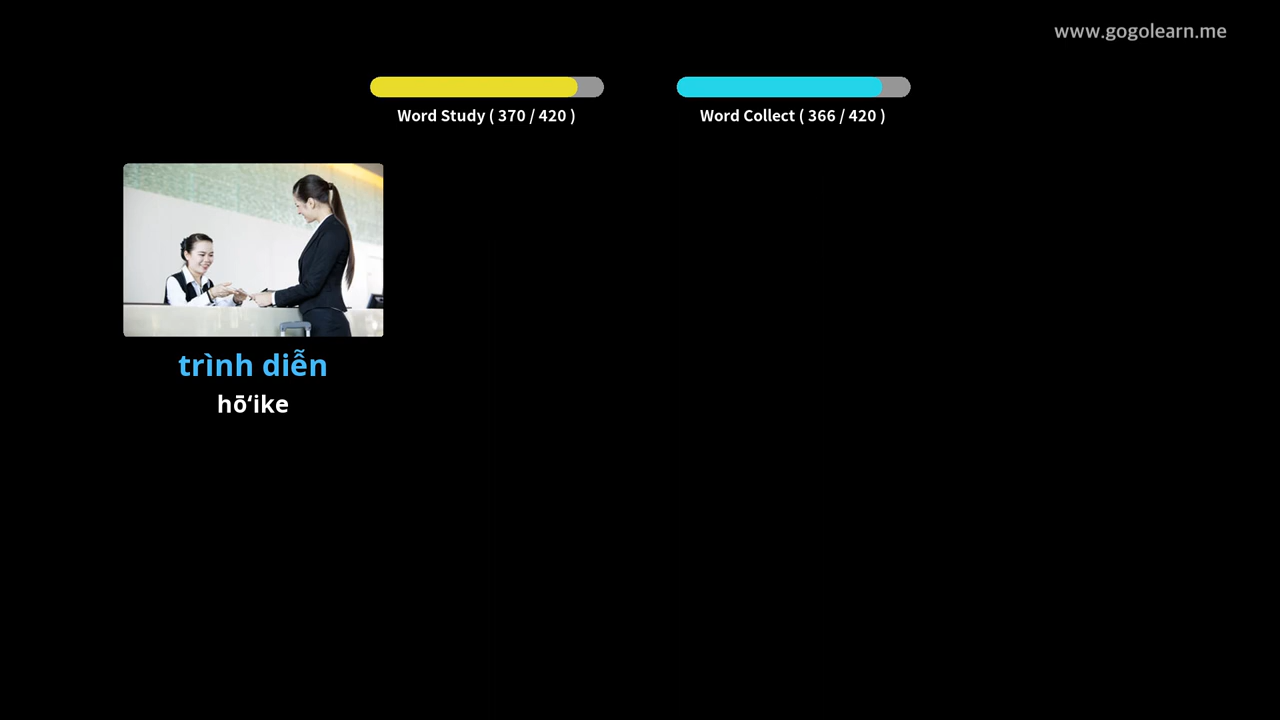 www.gogolearn.me
Word Study ( 370 / 420 )
Word Collect ( 366 / 420 )
trình diễn
hōʻike